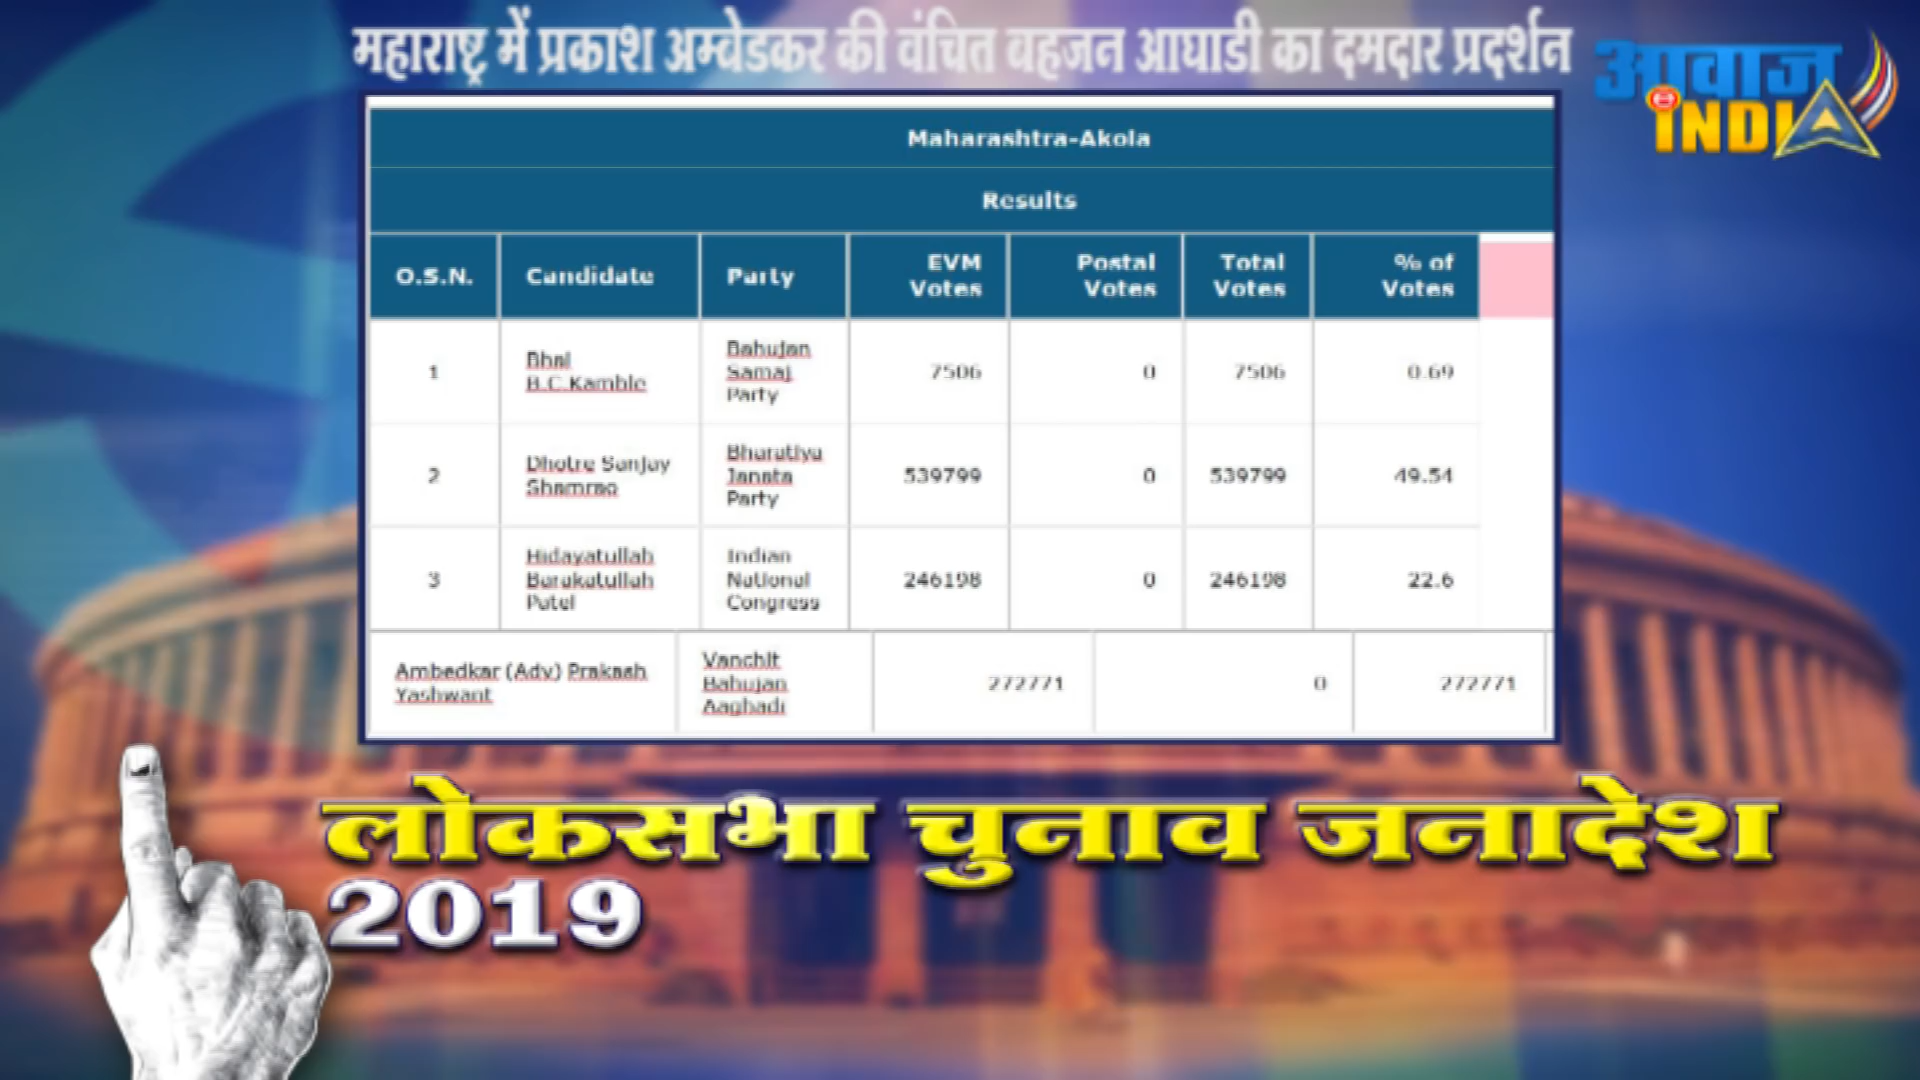 महाराष्ट्र में प्रकाश अम्बेडकर की वंचित बहजन आघाडी का दमदार प्रदर्शन
आवाज
INDIA
Maharashtra-Akola
Results
O.S.N. Candidate Party EVM Votes Postal Votes Total Votes % of Votes
1 Bhai B.C.Kamble Bahujan Samaj Party 7506 0 7506 0.69
2 Dhotre Sanjay Shamrao Bharatiya Janata Party 539799 0 539799 49.54
3 Hidayatullah Barakatullah Patel Indian National Congress 246198 0 246198 22.6
Ambedkar (Adv) Prakash Yashwant Vanchit Bahujan Aaghadi 272771 0 272771
लोकसभा चुनाव जनादेश
2019